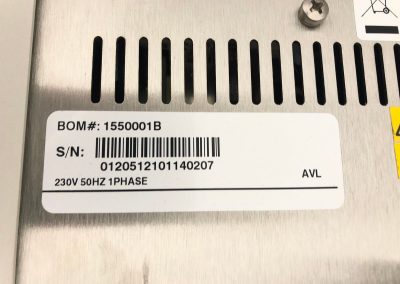 BOM#: 1550001B
S/N:
0120512101140207
230V 50HZ 1PHASE
AVL